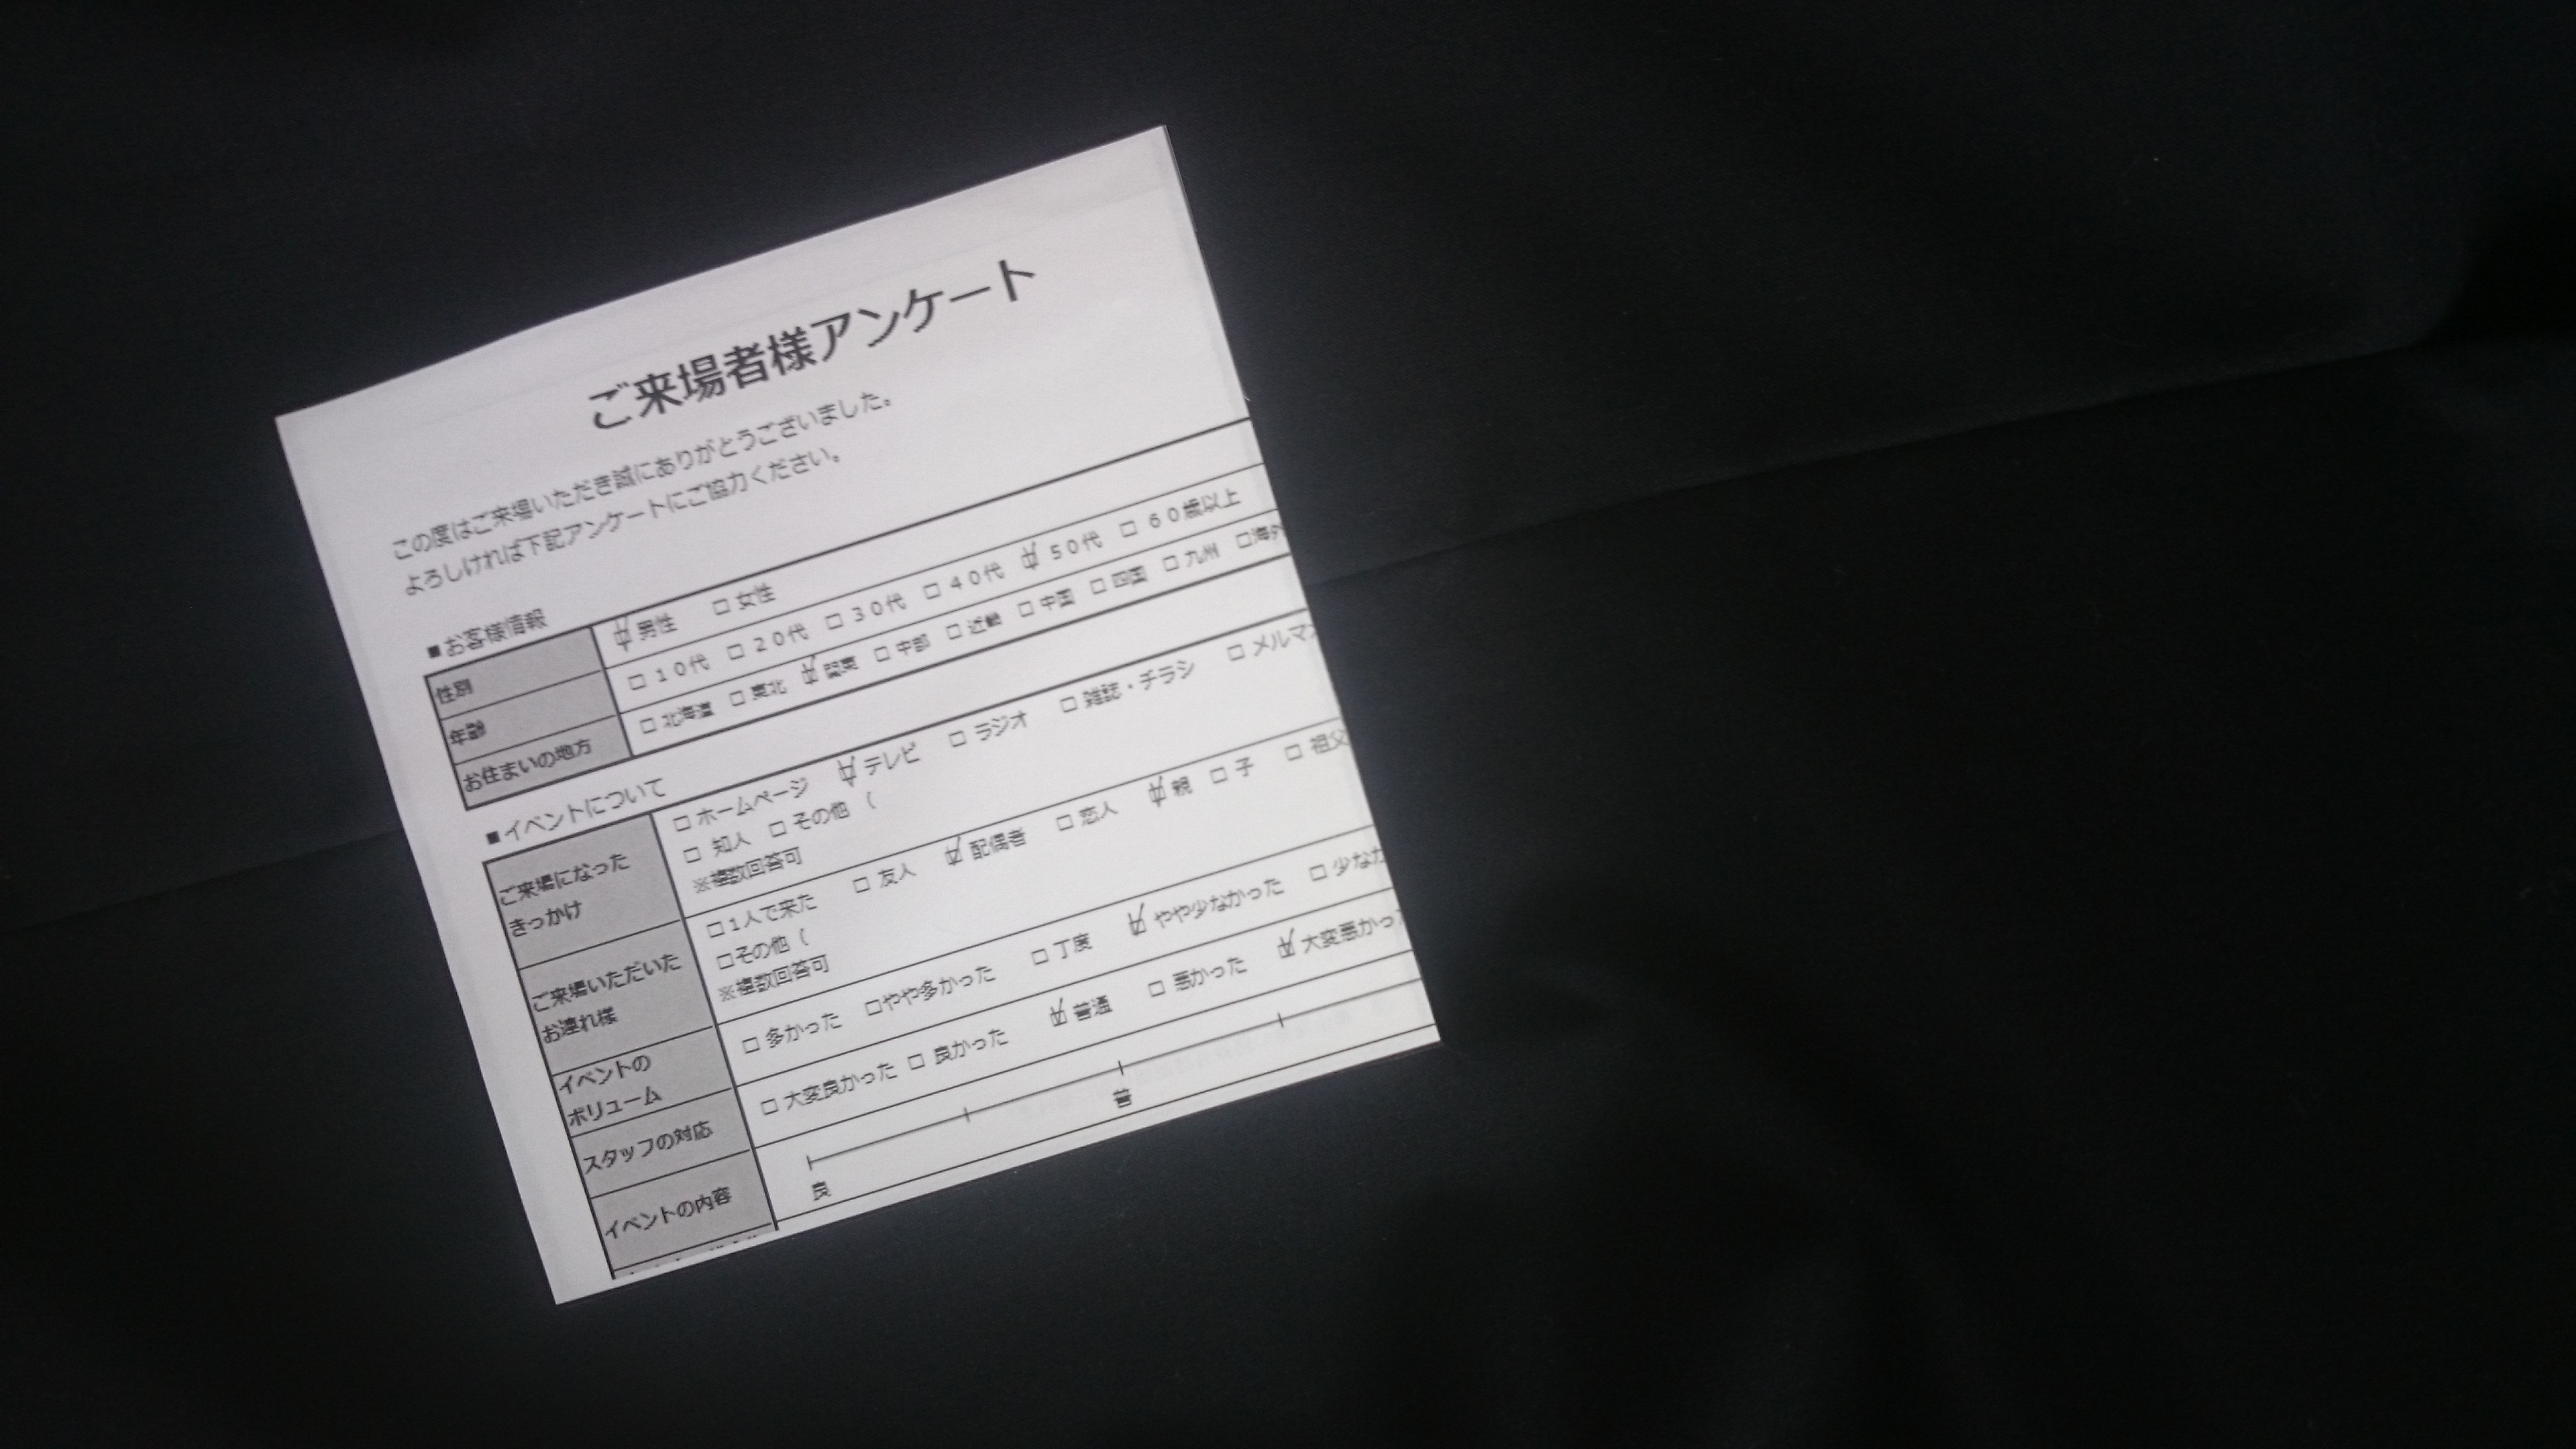 ご来場者様アンケート
この度はご来場いただき誠にありがとうございました。
よろしければ下記アンケートにご協力ください。
■お客様情報
性別 ☑男性 □女性
年齢 □10代 □20代 □30代 □40代 ☑50代 □60歳以上
お住まいの地方 □北海道 □東北 ☑関東 □中部 □近畿 □中国 □四国 □九州 □海外
■イベントについて
ご来場になった
きっかけ
□ホームページ ☑テレビ □ラジオ □雑誌・チラシ □メルマ
□知人 □その他（
※複数回答可
ご来場いただいた
お連れ様
□1人で来た □友人 ☑配偶者 □恋人 ☑親 □子 □祖父
□その他（
※複数回答可
イベントの
ボリューム
□多かった □やや多かった □丁度 ☑やや少なかった □少なか
スタッフの対応 □大変良かった □良かった ☑普通 □悪かった ☑大変悪かっ
イベントの内容
良 普